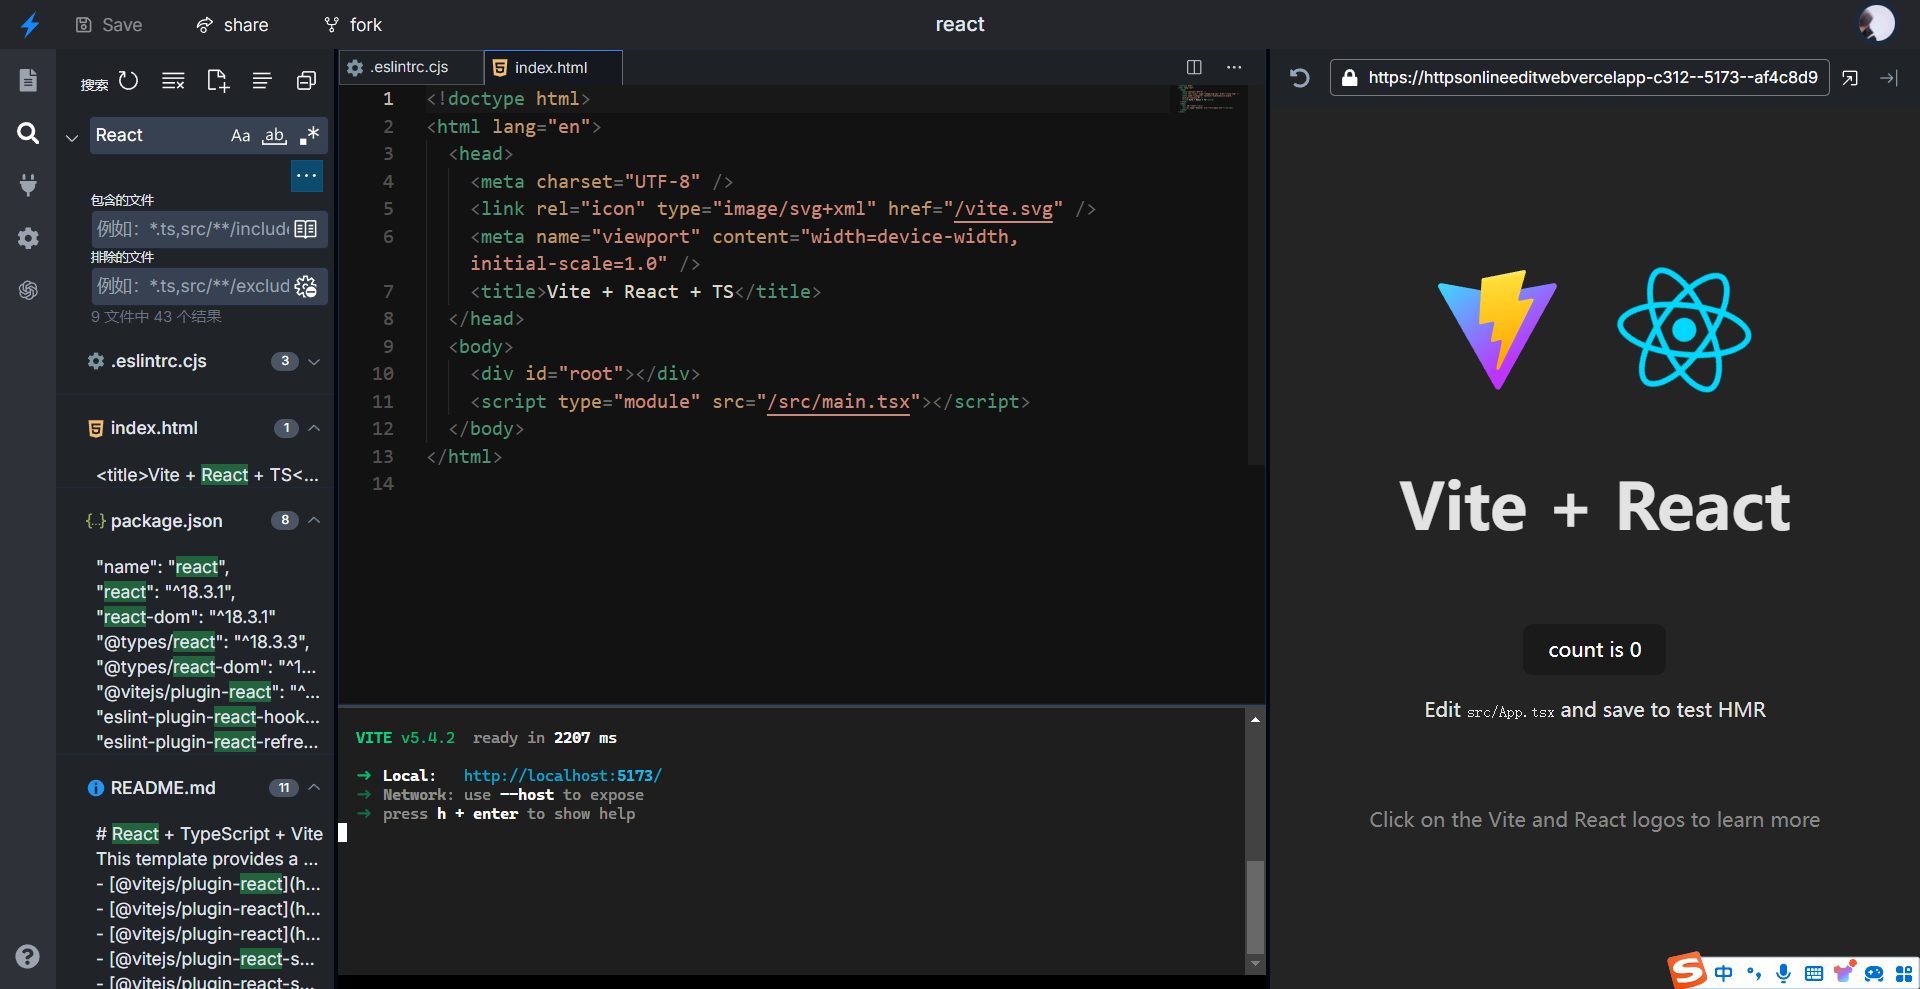 Save
share
fork
react
搜索
React
Aa
ab
包含的文件
例如：*.ts,src/**/include
排除的文件
例如：*.ts,src/**/exclud
9 文件中 43 个结果
.eslintrc.cjs
3
index.html
1
<title>Vite + React + TS<...
{..} package.json
8
"name": "react",
"react": "^18.3.1",
"react-dom": "^18.3.1"
"@types/react": "^18.3.3",
"@types/react-dom": "^1...
"@vitejs/plugin-react": "^...
"eslint-plugin-react-hook...
"eslint-plugin-react-refre...
README.md
11
# React + TypeScript + Vite
This template provides a ...
- [@vitejs/plugin-react](h...
- [@vitejs/plugin-react](h...
- [@vitejs/plugin-react](h...
- [@vitejs/plugin-react-s...
- [@vitejs/plugin-react-s...
.eslintrc.cjs
index.html
1 <!doctype html>
2 <html lang="en">
3 <head>
4 <meta charset="UTF-8" />
5 <link rel="icon" type="image/svg+xml" href="/vite.svg" />
6 <meta name="viewport" content="width=device-width,
initial-scale=1.0" />
7 <title>Vite + React + TS</title>
8 </head>
9 <body>
10 <div id="root"></div>
11 <script type="module" src="/src/main.tsx"></script>
12 </body>
13 </html>
14
VITE v5.4.2 ready in 2207 ms
➜ Local: http://localhost:5173/
➜ Network: use --host to expose
➜ press h + enter to show help
https://httpsonlineeditwebvercelapp-c312--5173--af4c8d9
Vite + React
count is 0
Edit src/App.tsx and save to test HMR
Click on the Vite and React logos to learn more
S 中